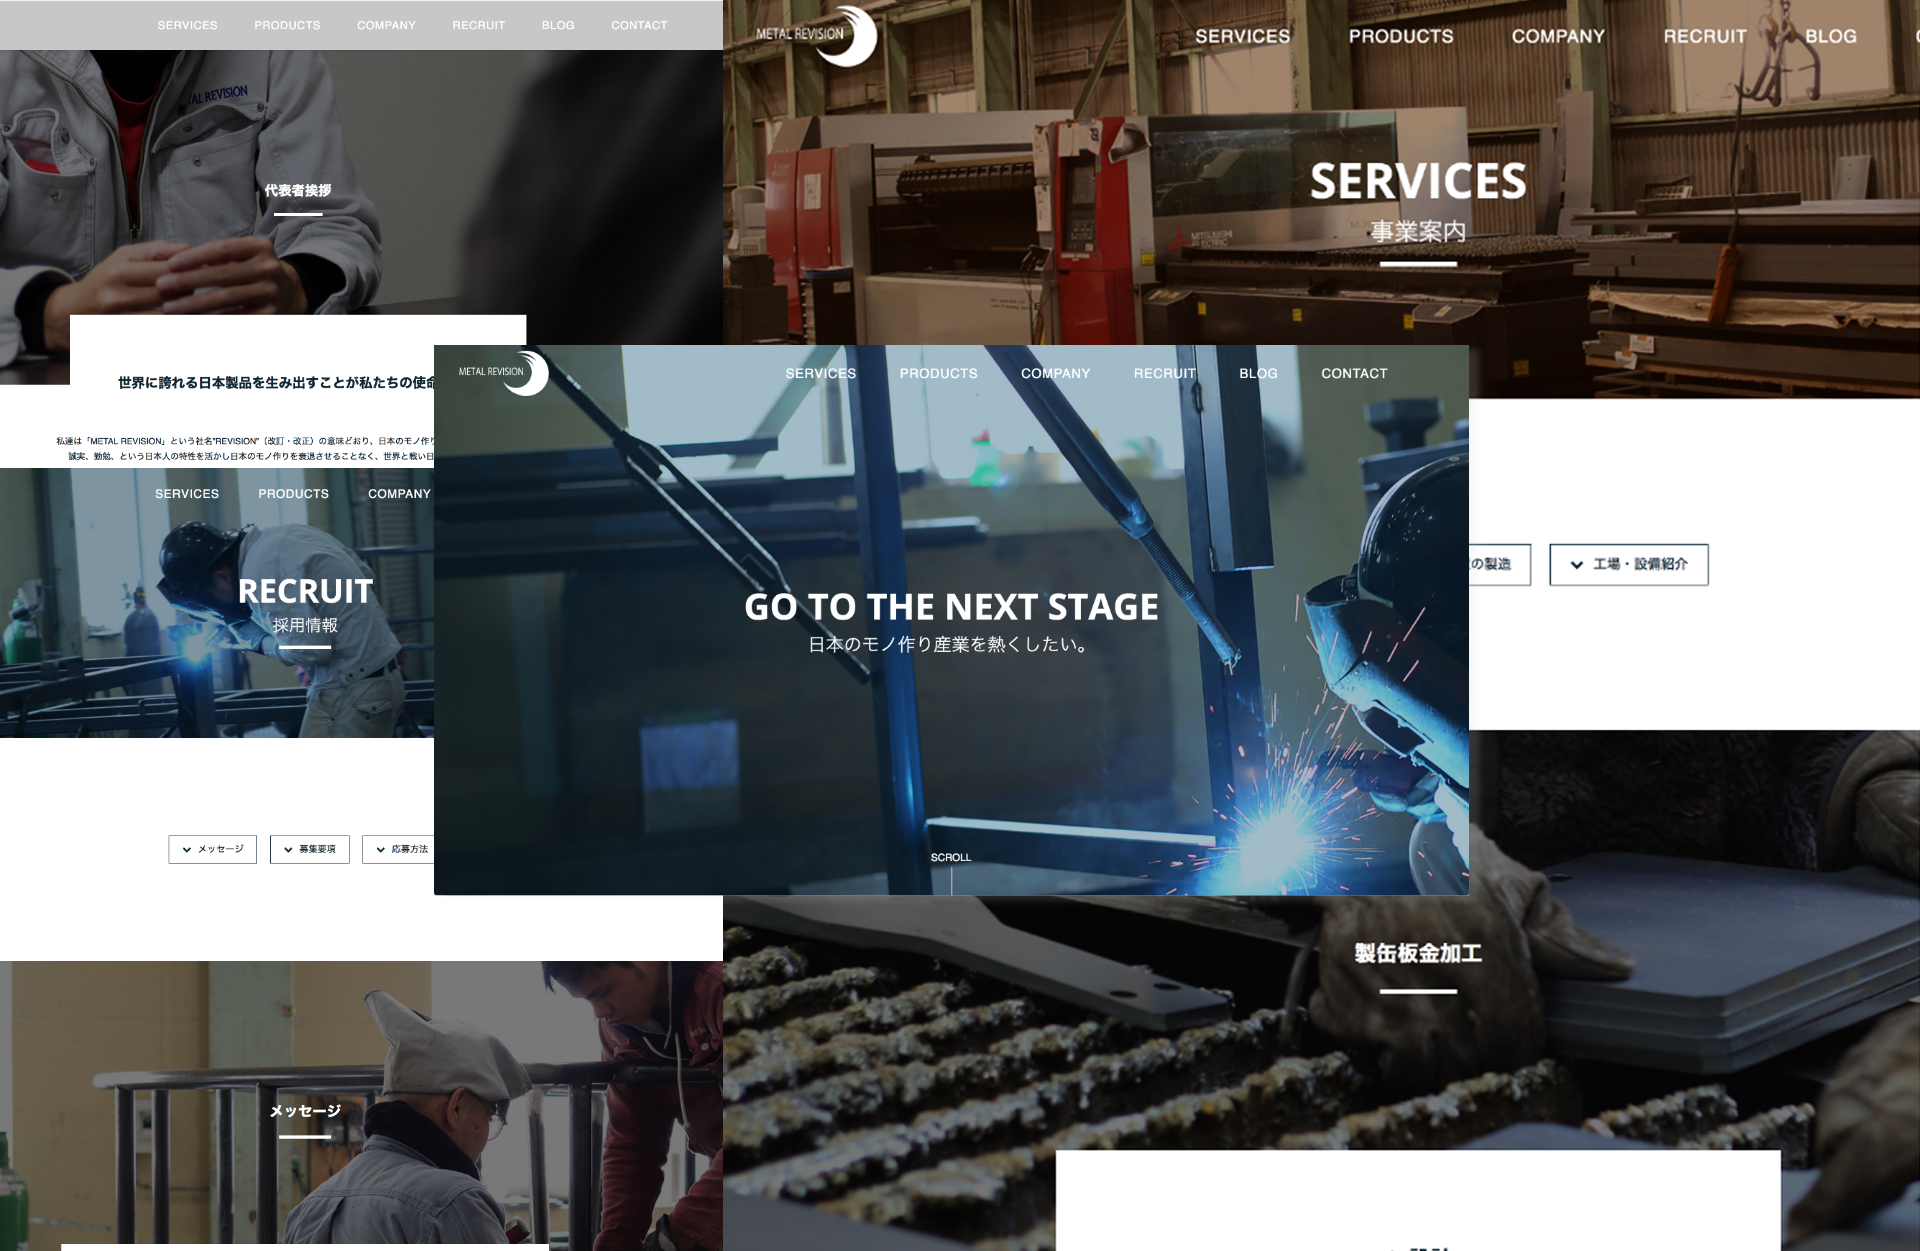 SERVICES PRODUCTS COMPANY RECRUIT BLOG CONTACT
TAL REVISION
代表者挨拶
世界に誇れる日本製品を生み出すことが私たちの使命
私達は「METAL REVISION」という社名"REVISION"（改訂・改正）の意味どおり、日本のモノ作り
誠実、勤勉、という日本人の特性を活かし日本のモノ作りを衰退させることなく、世界と戦い日
SERVICES PRODUCTS COMPANY
RECRUIT
採用情報
メッセージ
募集要項
応募方法
メッセージ
METAL REVISION
SERVICES PRODUCTS COMPANY RECRUIT BLOG
SERVICES
事業案内
MITSUBISHI
ELECTRIC
の製造
工場・設備紹介
製缶板金加工
METAL REVISION
SERVICES PRODUCTS COMPANY RECRUIT BLOG CONTACT
GO TO THE NEXT STAGE
日本のモノ作り産業を熱くしたい。
SCROLL